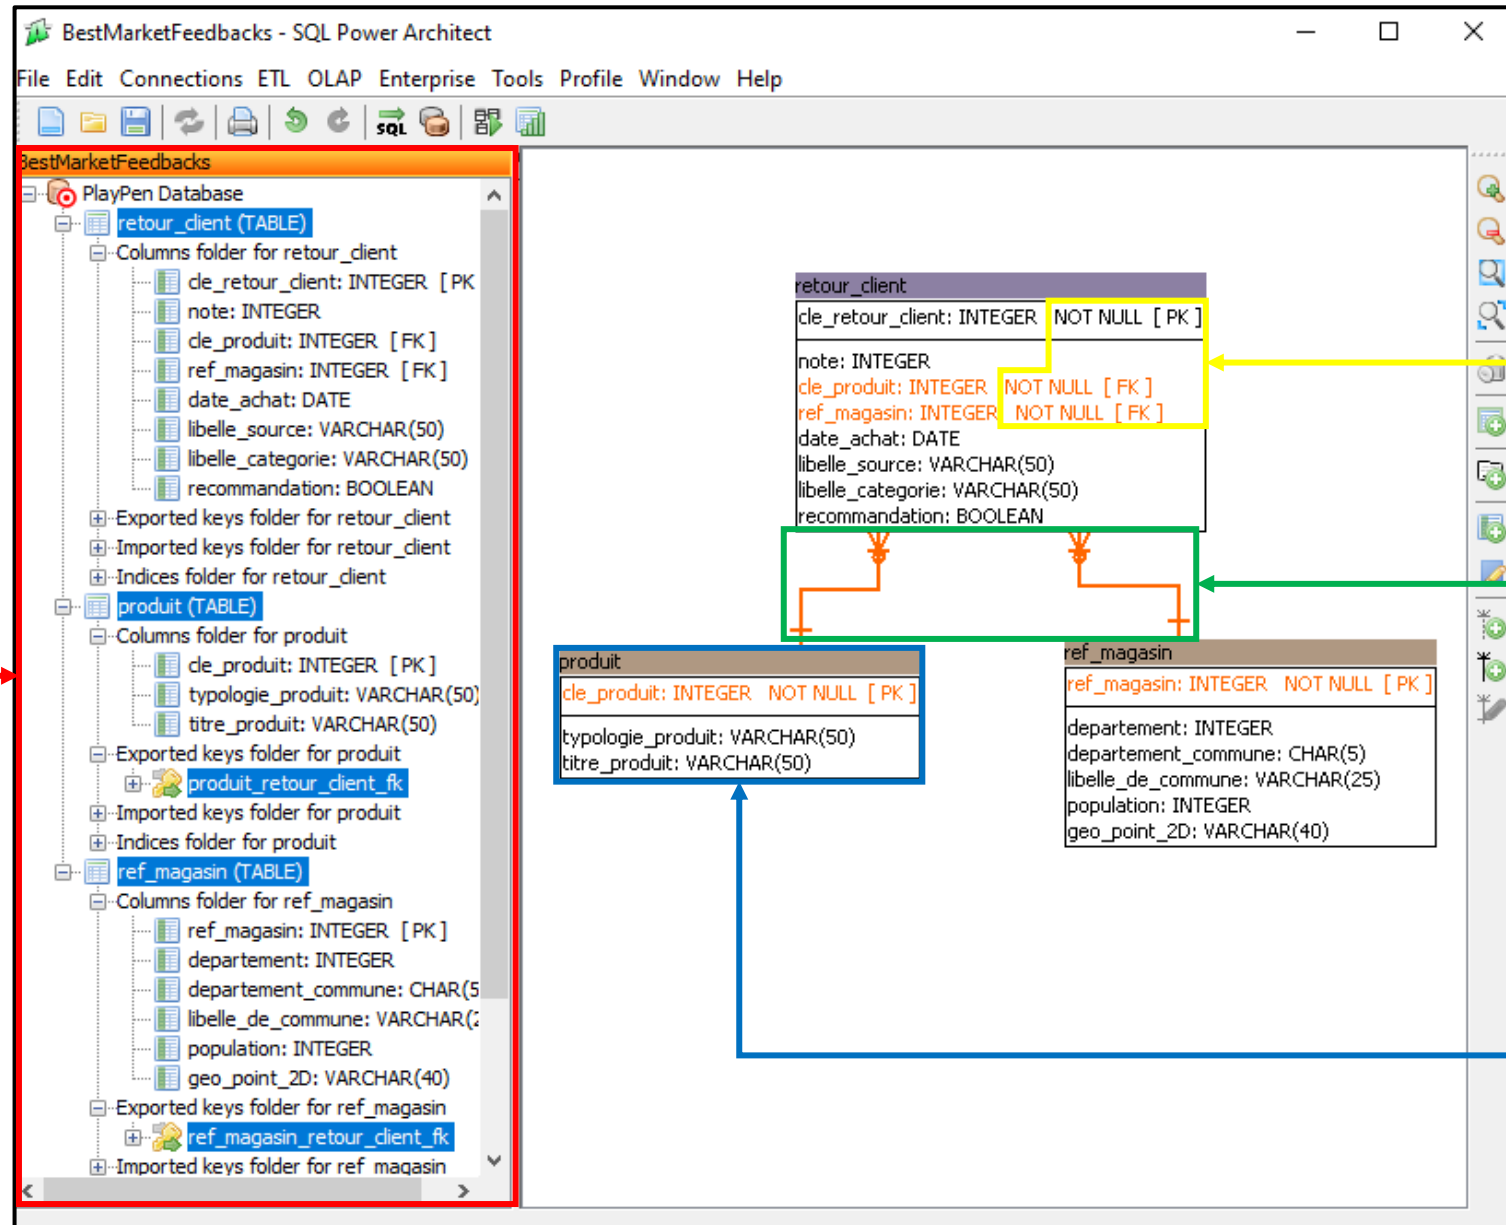 BestMarketFeedbacks - SQL Power Architect
File Edit Connections ETL OLAP Enterprise Tools Profile Window Help
SQL
BestMarketFeedbacks
PlayPen Database
retour_client (TABLE)
Columns folder for retour_client
cle_retour_client: INTEGER [ PK
note: INTEGER
cle_produit: INTEGER [ FK ]
ref_magasin: INTEGER [ FK ]
date_achat: DATE
libelle_source: VARCHAR(50)
libelle_categorie: VARCHAR(50)
recommandation: BOOLEAN
Exported keys folder for retour_client
Imported keys folder for retour_client
Indices folder for retour_client
produit (TABLE)
Columns folder for produit
cle_produit: INTEGER [ PK ]
typologie_produit: VARCHAR(50)
titre_produit: VARCHAR(50)
Exported keys folder for produit
produit_retour_client_fk
Imported keys folder for produit
Indices folder for produit
ref_magasin (TABLE)
Columns folder for ref_magasin
ref_magasin: INTEGER [ PK ]
departement: INTEGER
departement_commune: CHAR(5
libelle_de_commune: VARCHAR(2
population: INTEGER
geo_point_2D: VARCHAR(40)
Exported keys folder for ref_magasin
ref_magasin_retour_client_fk
Imported keys folder for ref_magasin
retour_client
cle_retour_client: INTEGER NOT NULL [ PK ]
note: INTEGER
cle_produit: INTEGER NOT NULL [ FK ]
ref_magasin: INTEGER NOT NULL [ FK ]
date_achat: DATE
libelle_source: VARCHAR(50)
libelle_categorie: VARCHAR(50)
recommandation: BOOLEAN
produit
cle_produit: INTEGER NOT NULL [ PK ]
typologie_produit: VARCHAR(50)
titre_produit: VARCHAR(50)
ref_magasin
ref_magasin: INTEGER NOT NULL [ PK ]
departement: INTEGER
departement_commune: CHAR(5)
libelle_de_commune: VARCHAR(25)
population: INTEGER
geo_point_2D: VARCHAR(40)